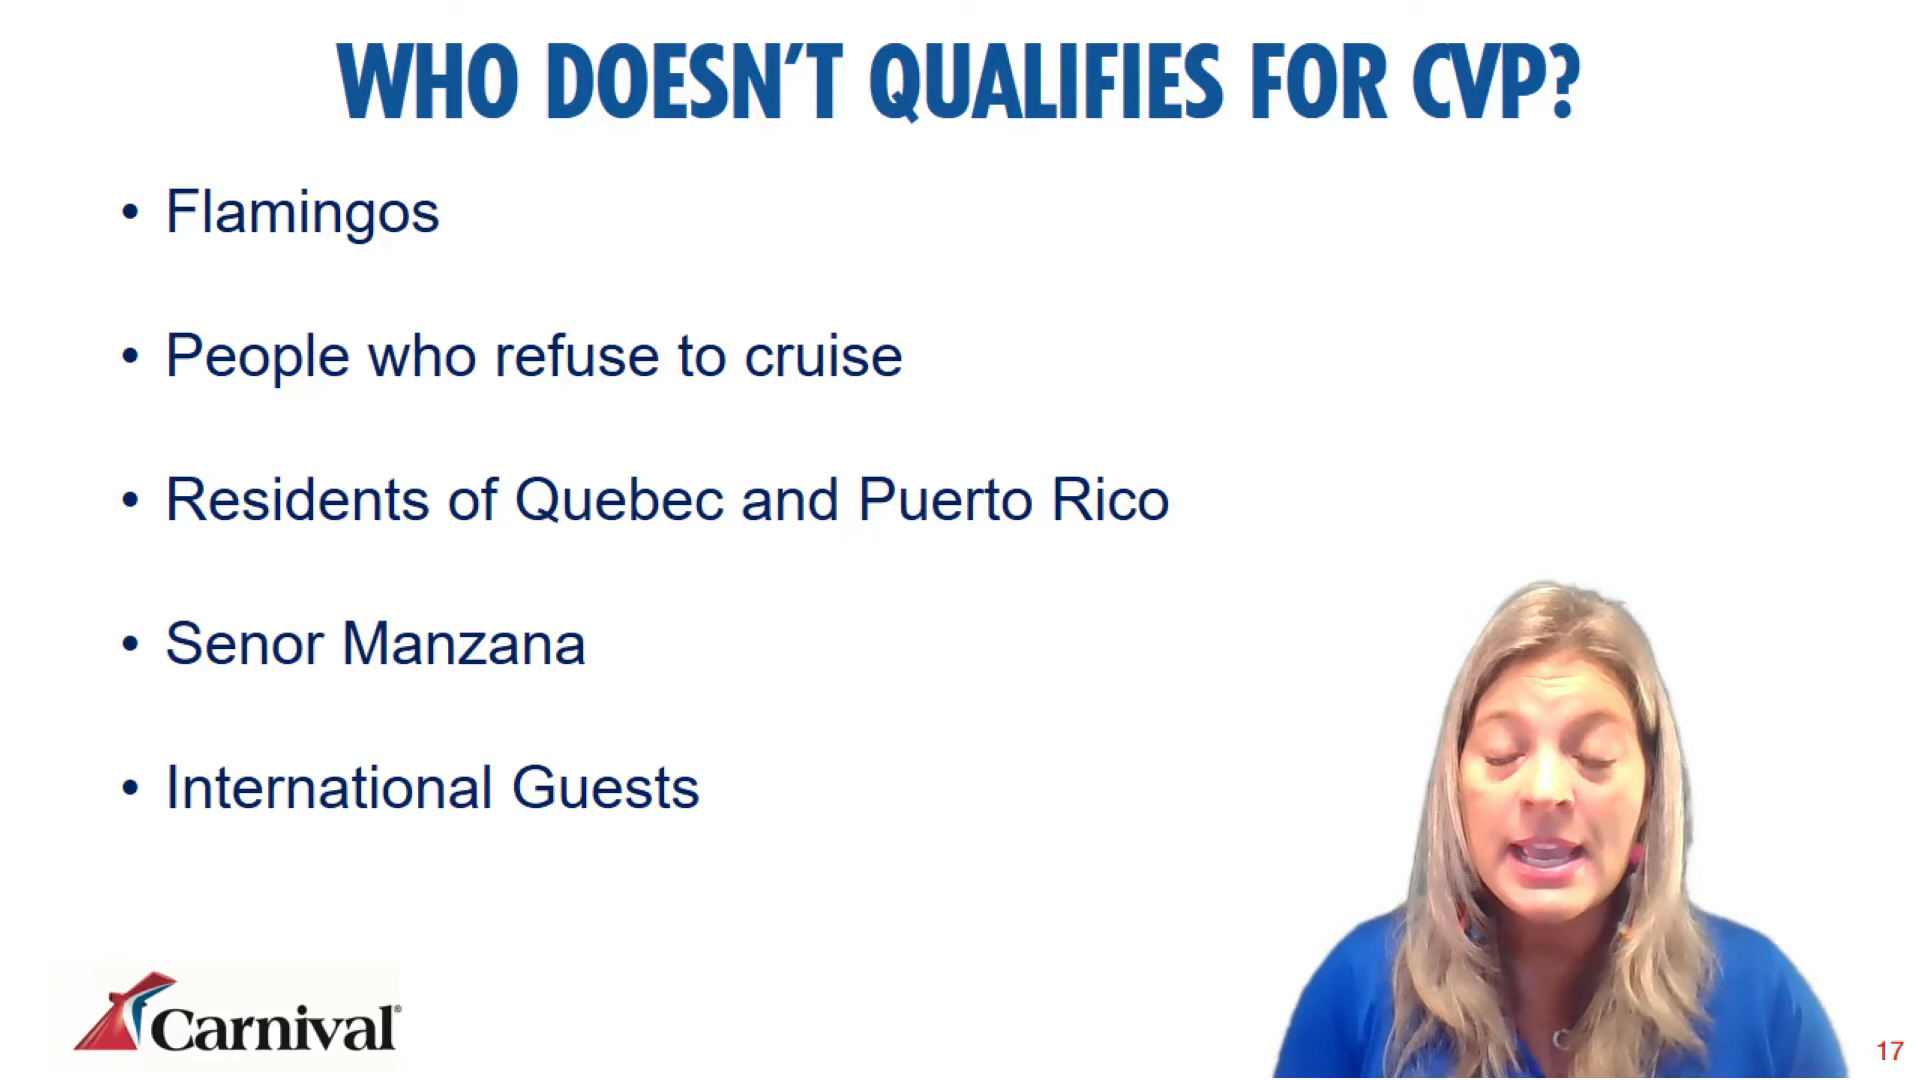 WHO DOESN'T QUALIFIES FOR CVP?
• Flamingos
• People who refuse to cruise
• Residents of Quebec and Puerto Rico
• Senor Manzana
• International Guests
Carnival®
17